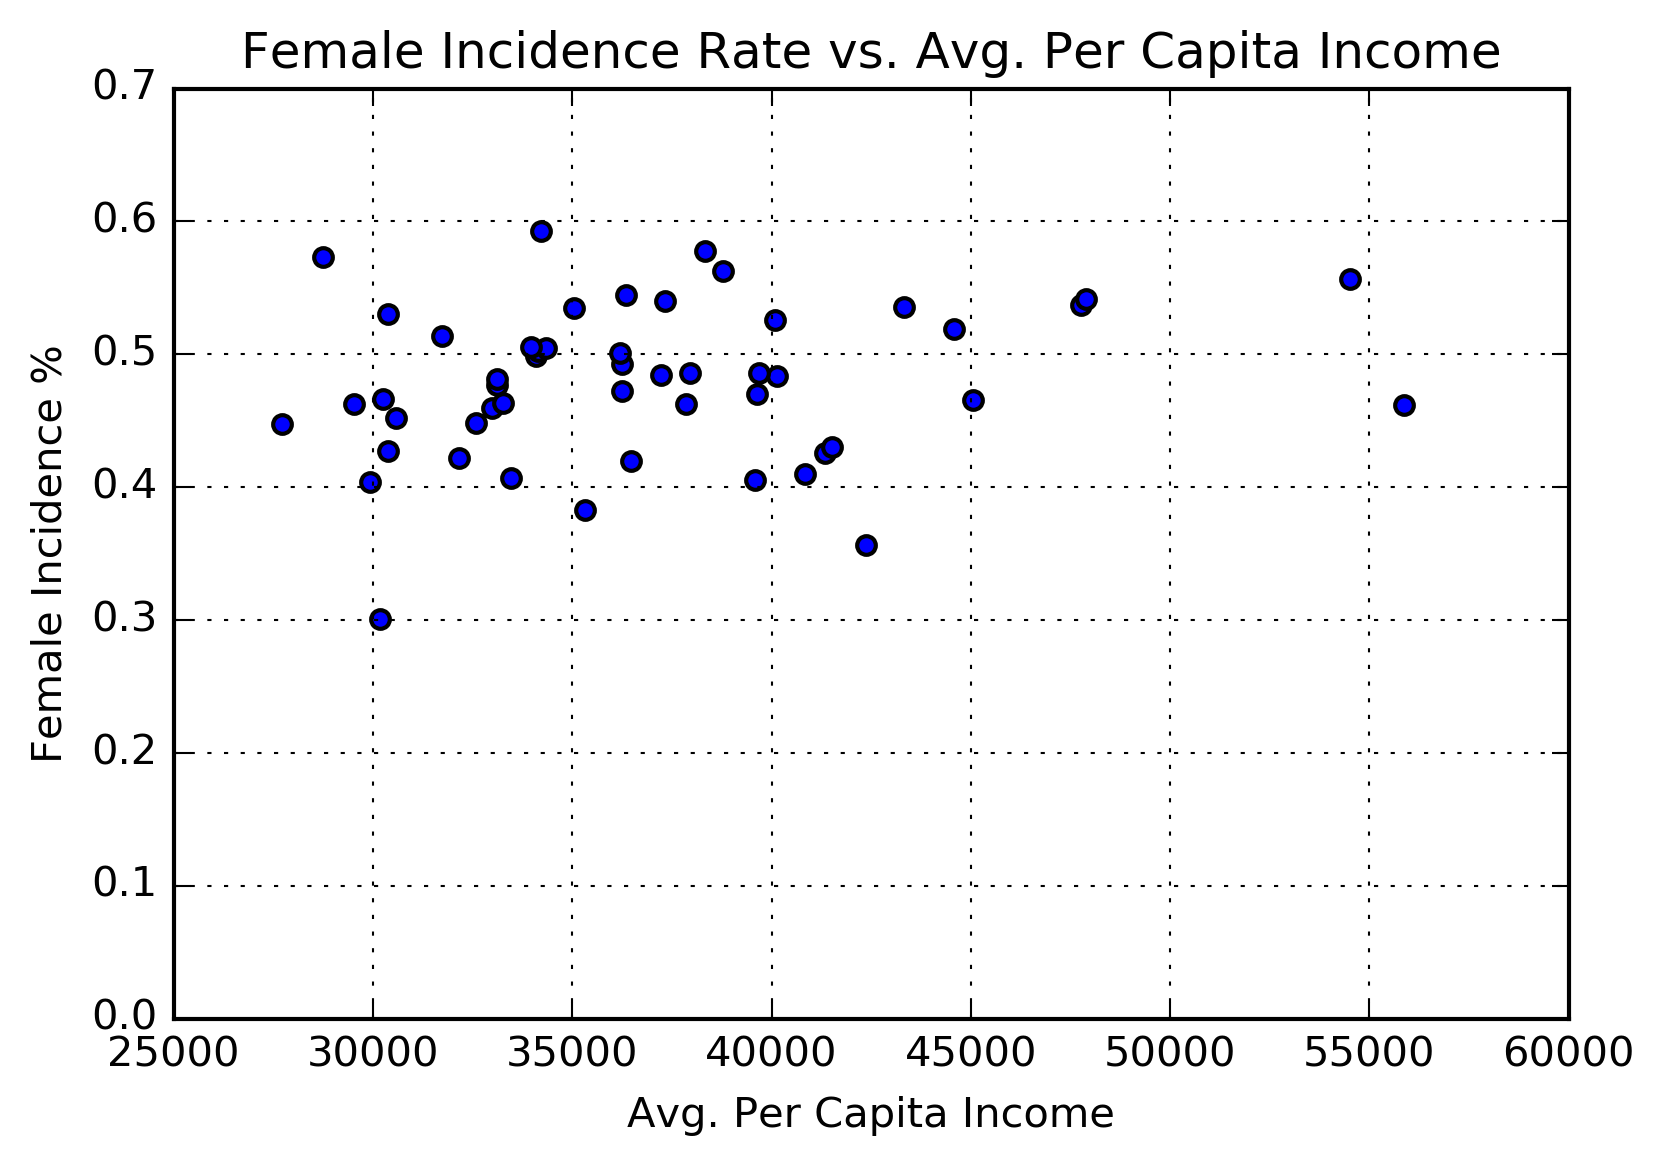 Female Incidence Rate vs. Avg. Per Capita Income
0.7
0.6
0.5
0.4
0.3
0.2
0.1
0.0
Female Incidence %
25000 30000 35000 40000 45000 50000 55000 60000
Avg. Per Capita Income